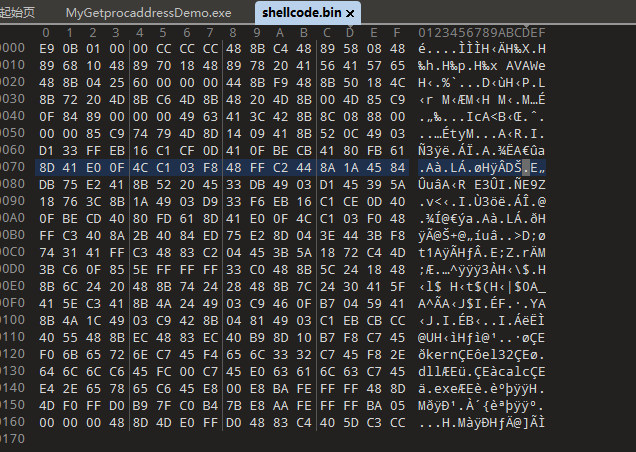 起始页 MyGetprocaddressDemo.exe shellcode.bin ×
0 1 2 3 4 5 6 7 8 9 A B C D E F 0123456789ABCDEF
0000 E9 0B 01 00 00 CC CC CC 48 8B C4 48 89 58 08 48 é....ÌÌÌH‹ÄH‰X.H
0010 89 68 10 48 89 70 18 48 89 78 20 41 56 41 57 48 ‰h.H‰p.H‰x AVAWH
0020 48 8B 04 25 60 00 00 00 44 8B F9 48 8B 50 18 4C H‹.%`...D‹ùH‹P.L
0030 8B 72 20 4D 8B C6 4D 8B 48 20 4D 8B 00 4D 85 C9 ‹r M‹ÆM‹H M‹.M…É
0040 0F 84 89 00 00 00 49 63 41 3C 42 8B 8C 08 88 00 .„‰...IcA<B‹Œ.ˆ.
0050 00 00 85 C9 74 79 4D 8D 14 09 41 8B 52 0C 49 03 ..…ÉtyM...A‹R.I.
0060 D1 33 FF EB 16 C1 CF 0D 41 0F BE CB 41 80 FB 61 Ñ3ÿë.ÁÏ.A.¾ËA€ûa
0070 8D 41 E0 0F 4C C1 03 F8 48 FF C2 44 8A 1A 45 84 .Aà.LÁ.øHÿÂDŠ.E„
0080 DB 75 E2 41 8B 52 20 45 33 DB 49 03 D1 45 39 5A ÛuâA‹R E3ÛI.ÑE9Z
0090 18 76 3C 8B 1A 49 03 D9 33 F6 EB 16 C1 CE 0D 40 .v<‹.I.Ù3öë.ÁÎ.@
00A0 0F BE CD 40 80 FD 61 8D 41 E0 0F 4C C1 03 F0 48 .¾Í@€ýa.Aà.LÁ.ðH
00B0 FF C3 40 8A 2B 40 84 ED 75 E2 8D 04 3E 44 3B F8 ÿÃ@Š+@„íuâ..>D;ø
00C0 74 31 41 FF C3 48 83 C2 04 45 3B 5A 18 72 C4 4D t1AÿÃHƒÂ.E;Z.rÄM
00D0 3B C6 0F 85 5E FF FF FF 33 C0 48 8B 5C 24 18 48 ;Æ.…^ÿÿÿ3ÀH‹\$.H
00E0 8B 6C 24 20 48 8B 74 24 28 48 8B 7C 24 30 41 5F ‹l$ H‹t$(H‹|$0A_
00F0 41 5E C3 41 8B 4A 24 49 03 C9 46 0F B7 04 59 41 A^ÃA‹J$I.ÉF.·.YA
0100 8B 4A 1C 49 03 C9 42 8B 04 81 49 03 C1 EB CB CC ‹J.I.ÉB‹..I.ÁëËÌ
0110 40 55 48 8B EC 48 83 EC 40 B9 8D 10 B7 F8 C7 45 @UH‹ìHƒì@¹..·øÇE
0120 F0 6B 65 72 6E C7 45 F4 65 6C 33 32 C7 45 F8 2E ðkernÇEôel32ÇEø.
0130 64 6C 6C C6 45 FC 00 C7 45 E0 63 61 6C 63 C7 45 dllÆEü.ÇEàcalcÇE
0140 E4 2E 65 78 65 C6 45 E8 00 E8 BA FE FF FF 48 8D ä.exeÆEè.èºþÿÿH.
0150 4D F0 FF D0 B9 7F C0 B4 7B E8 AA FE FF FF BA 05 MðÿÐ¹.À´{èªþÿÿº.
0160 00 00 00 48 8D 4D E0 FF D0 48 83 C4 40 5D C3 CC ...H.MàÿÐHƒÄ@]ÃÌ
0170